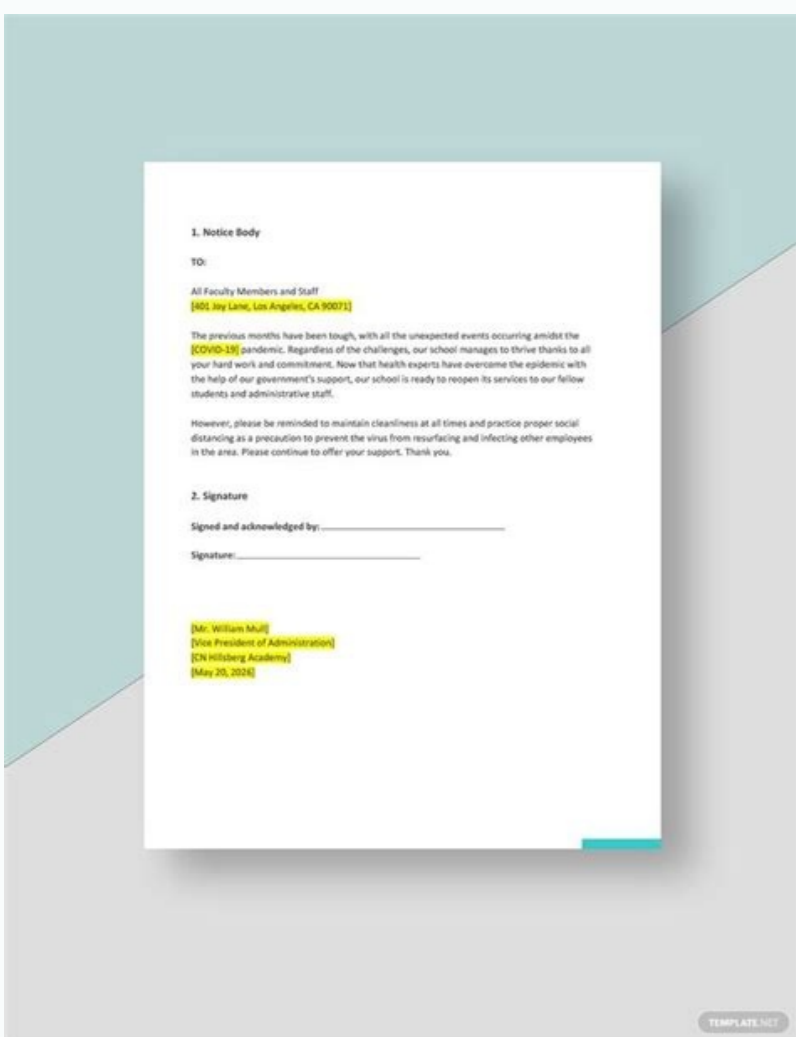 1. Notice Body
TO:
All Faculty Members and Staff
[401 Joy Lane, Los Angeles, CA 90071]
The previous months have been tough, with all the unexpected events occurring amidst the
[COVID-19] pandemic. Regardless of the challenges, our school manages to thrive thanks to all
your hard work and commitment. Now that health experts have overcome the epidemic with
the help of our government's support, our school is ready to reopen its services to our fellow
students and administrative staff.
However, please be reminded to maintain cleanliness at all times and practice proper social
distancing as a precaution to prevent the virus from resurfacing and infecting other employees
in the area. Please continue to offer your support. Thank you.
2. Signature
Signed and acknowledged by:
Signature:
[Mr. William Mull]
[Vice President of Administration]
[CN Hillsberg Academy]
[May 20, 2026]
TEMPLATE.NET